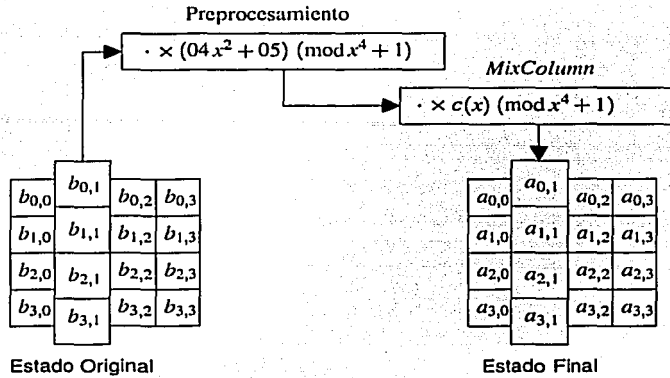 Preprocesamiento
· × (04 x² + 05) (mod x⁴ + 1)
MixColumn
· × c(x) (mod x⁴ + 1)
b0,0 b0,1 b0,2 b0,3
b1,0 b1,1 b1,2 b1,3
b2,0 b2,1 b2,2 b2,3
b3,0 b3,1 b3,2 b3,3
Estado Original
a0,0 a0,1 a0,2 a0,3
a1,0 a1,1 a1,2 a1,3
a2,0 a2,1 a2,2 a2,3
a3,0 a3,1 a3,2 a3,3
Estado Final